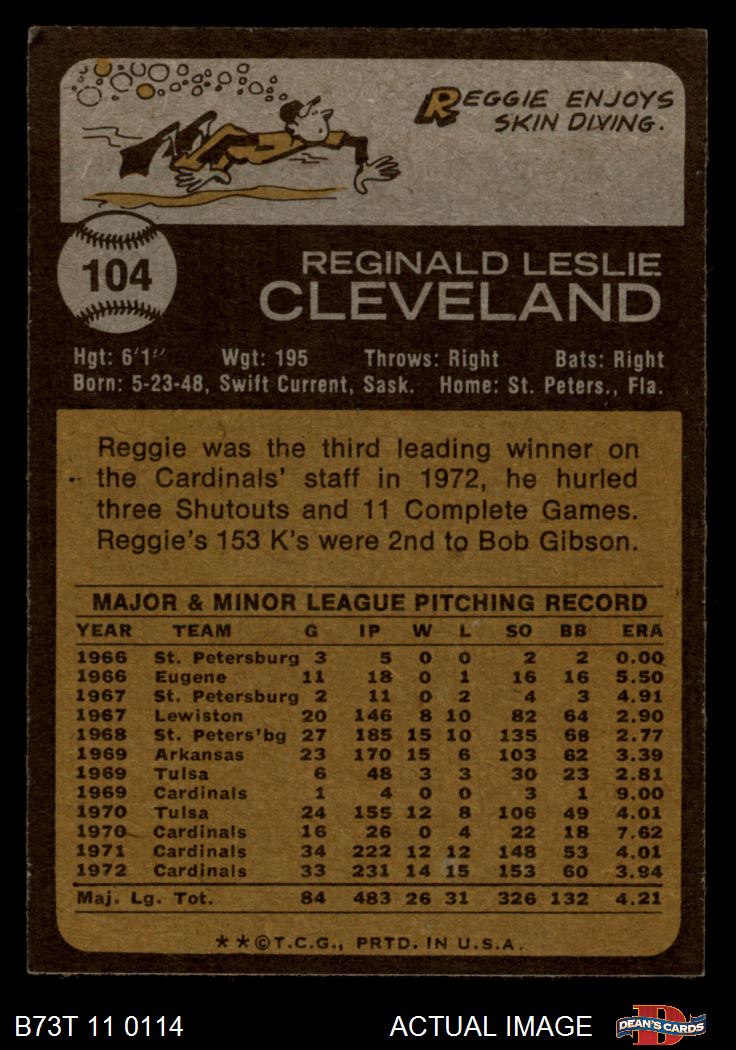 REGGIE ENJOYS
SKIN DIVING.
104
REGINALD LESLIE
CLEVELAND
Hgt: 6'1" Wgt: 195 Throws: Right Bats: Right
Born: 5-23-48, Swift Current, Sask. Home: St. Peters., Fla.
Reggie was the third leading winner on
the Cardinals' staff in 1972, he hurled
three Shutouts and 11 Complete Games.
Reggie's 153 K's were 2nd to Bob Gibson.
MAJOR & MINOR LEAGUE PITCHING RECORD
YEAR TEAM G IP W L SO BB ERA
1966 St. Petersburg 3 5 0 0 2 2 0.00
1966 Eugene 11 18 0 1 16 16 5.50
1967 St. Petersburg 2 11 0 2 4 3 4.91
1967 Lewiston 20 146 8 10 82 64 2.90
1968 St. Peters'bg 27 185 15 10 135 68 2.77
1969 Arkansas 23 170 15 6 103 62 3.39
1969 Tulsa 6 48 3 3 30 23 2.81
1969 Cardinals 1 4 0 0 3 1 9.00
1970 Tulsa 24 155 12 8 106 49 4.01
1970 Cardinals 16 26 0 4 22 18 7.62
1971 Cardinals 34 222 12 12 148 53 4.01
1972 Cardinals 33 231 14 15 153 60 3.94
Maj. Lg. Tot. 84 483 26 31 326 132 4.21
**©T.C.G., PRTD. IN U.S.A.
B73T 11 0114 ACTUAL IMAGE D DEAN'S CARDS